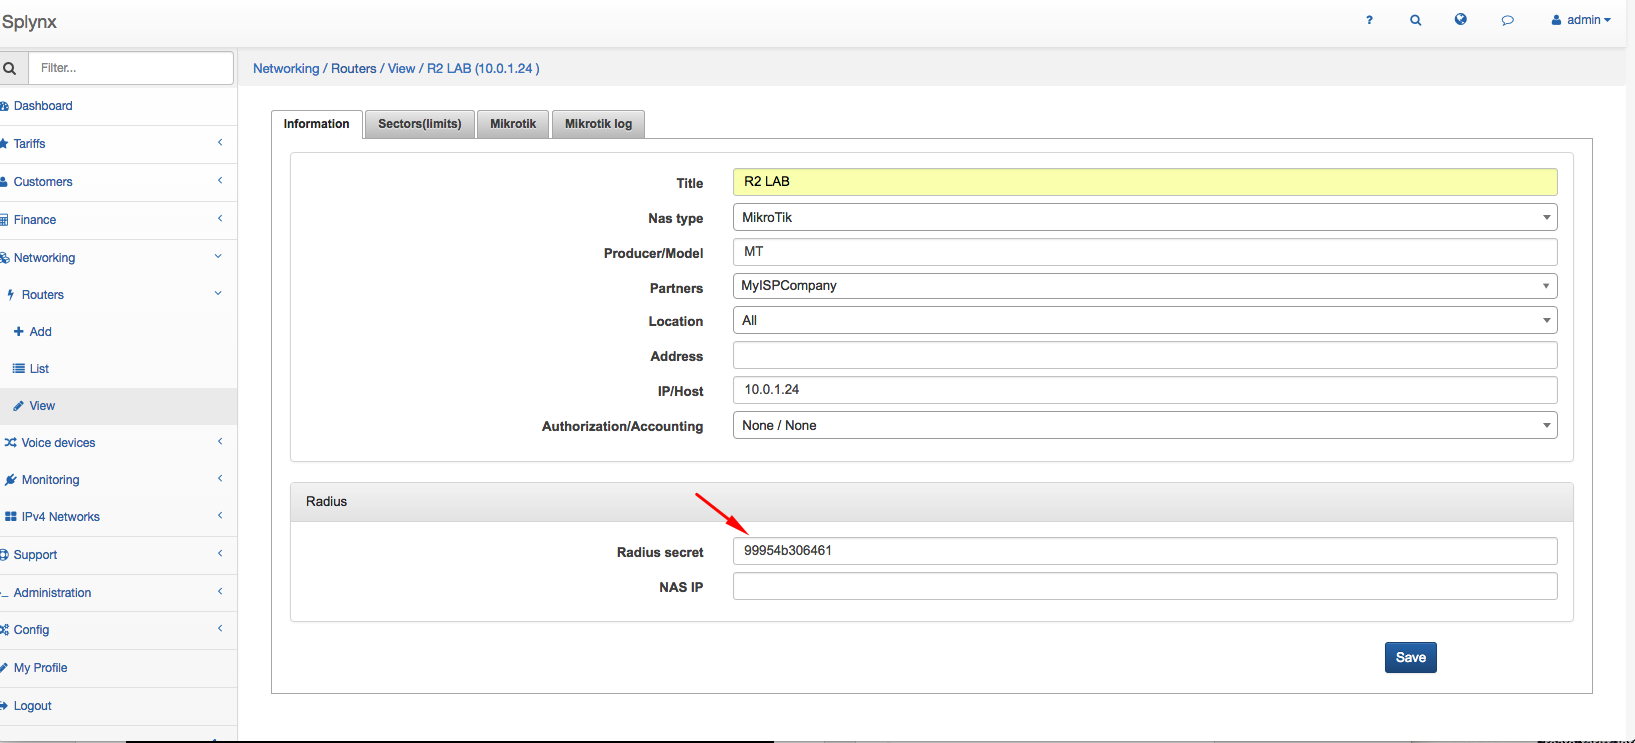 Splynx
admin
Filter...
Networking / Routers / View / R2 LAB (10.0.1.24 )
Dashboard
Tariffs
Customers
Finance
Networking
Routers
Add
List
View
Voice devices
Monitoring
IPv4 Networks
Support
Administration
Config
My Profile
Logout
Information Sectors(limits) Mikrotik Mikrotik log
Title R2 LAB
Nas type MikroTik
Producer/Model MT
Partners MyISPCompany
Location All
Address
IP/Host 10.0.1.24
Authorization/Accounting None / None
Radius
Radius secret 99954b306461
NAS IP
Save